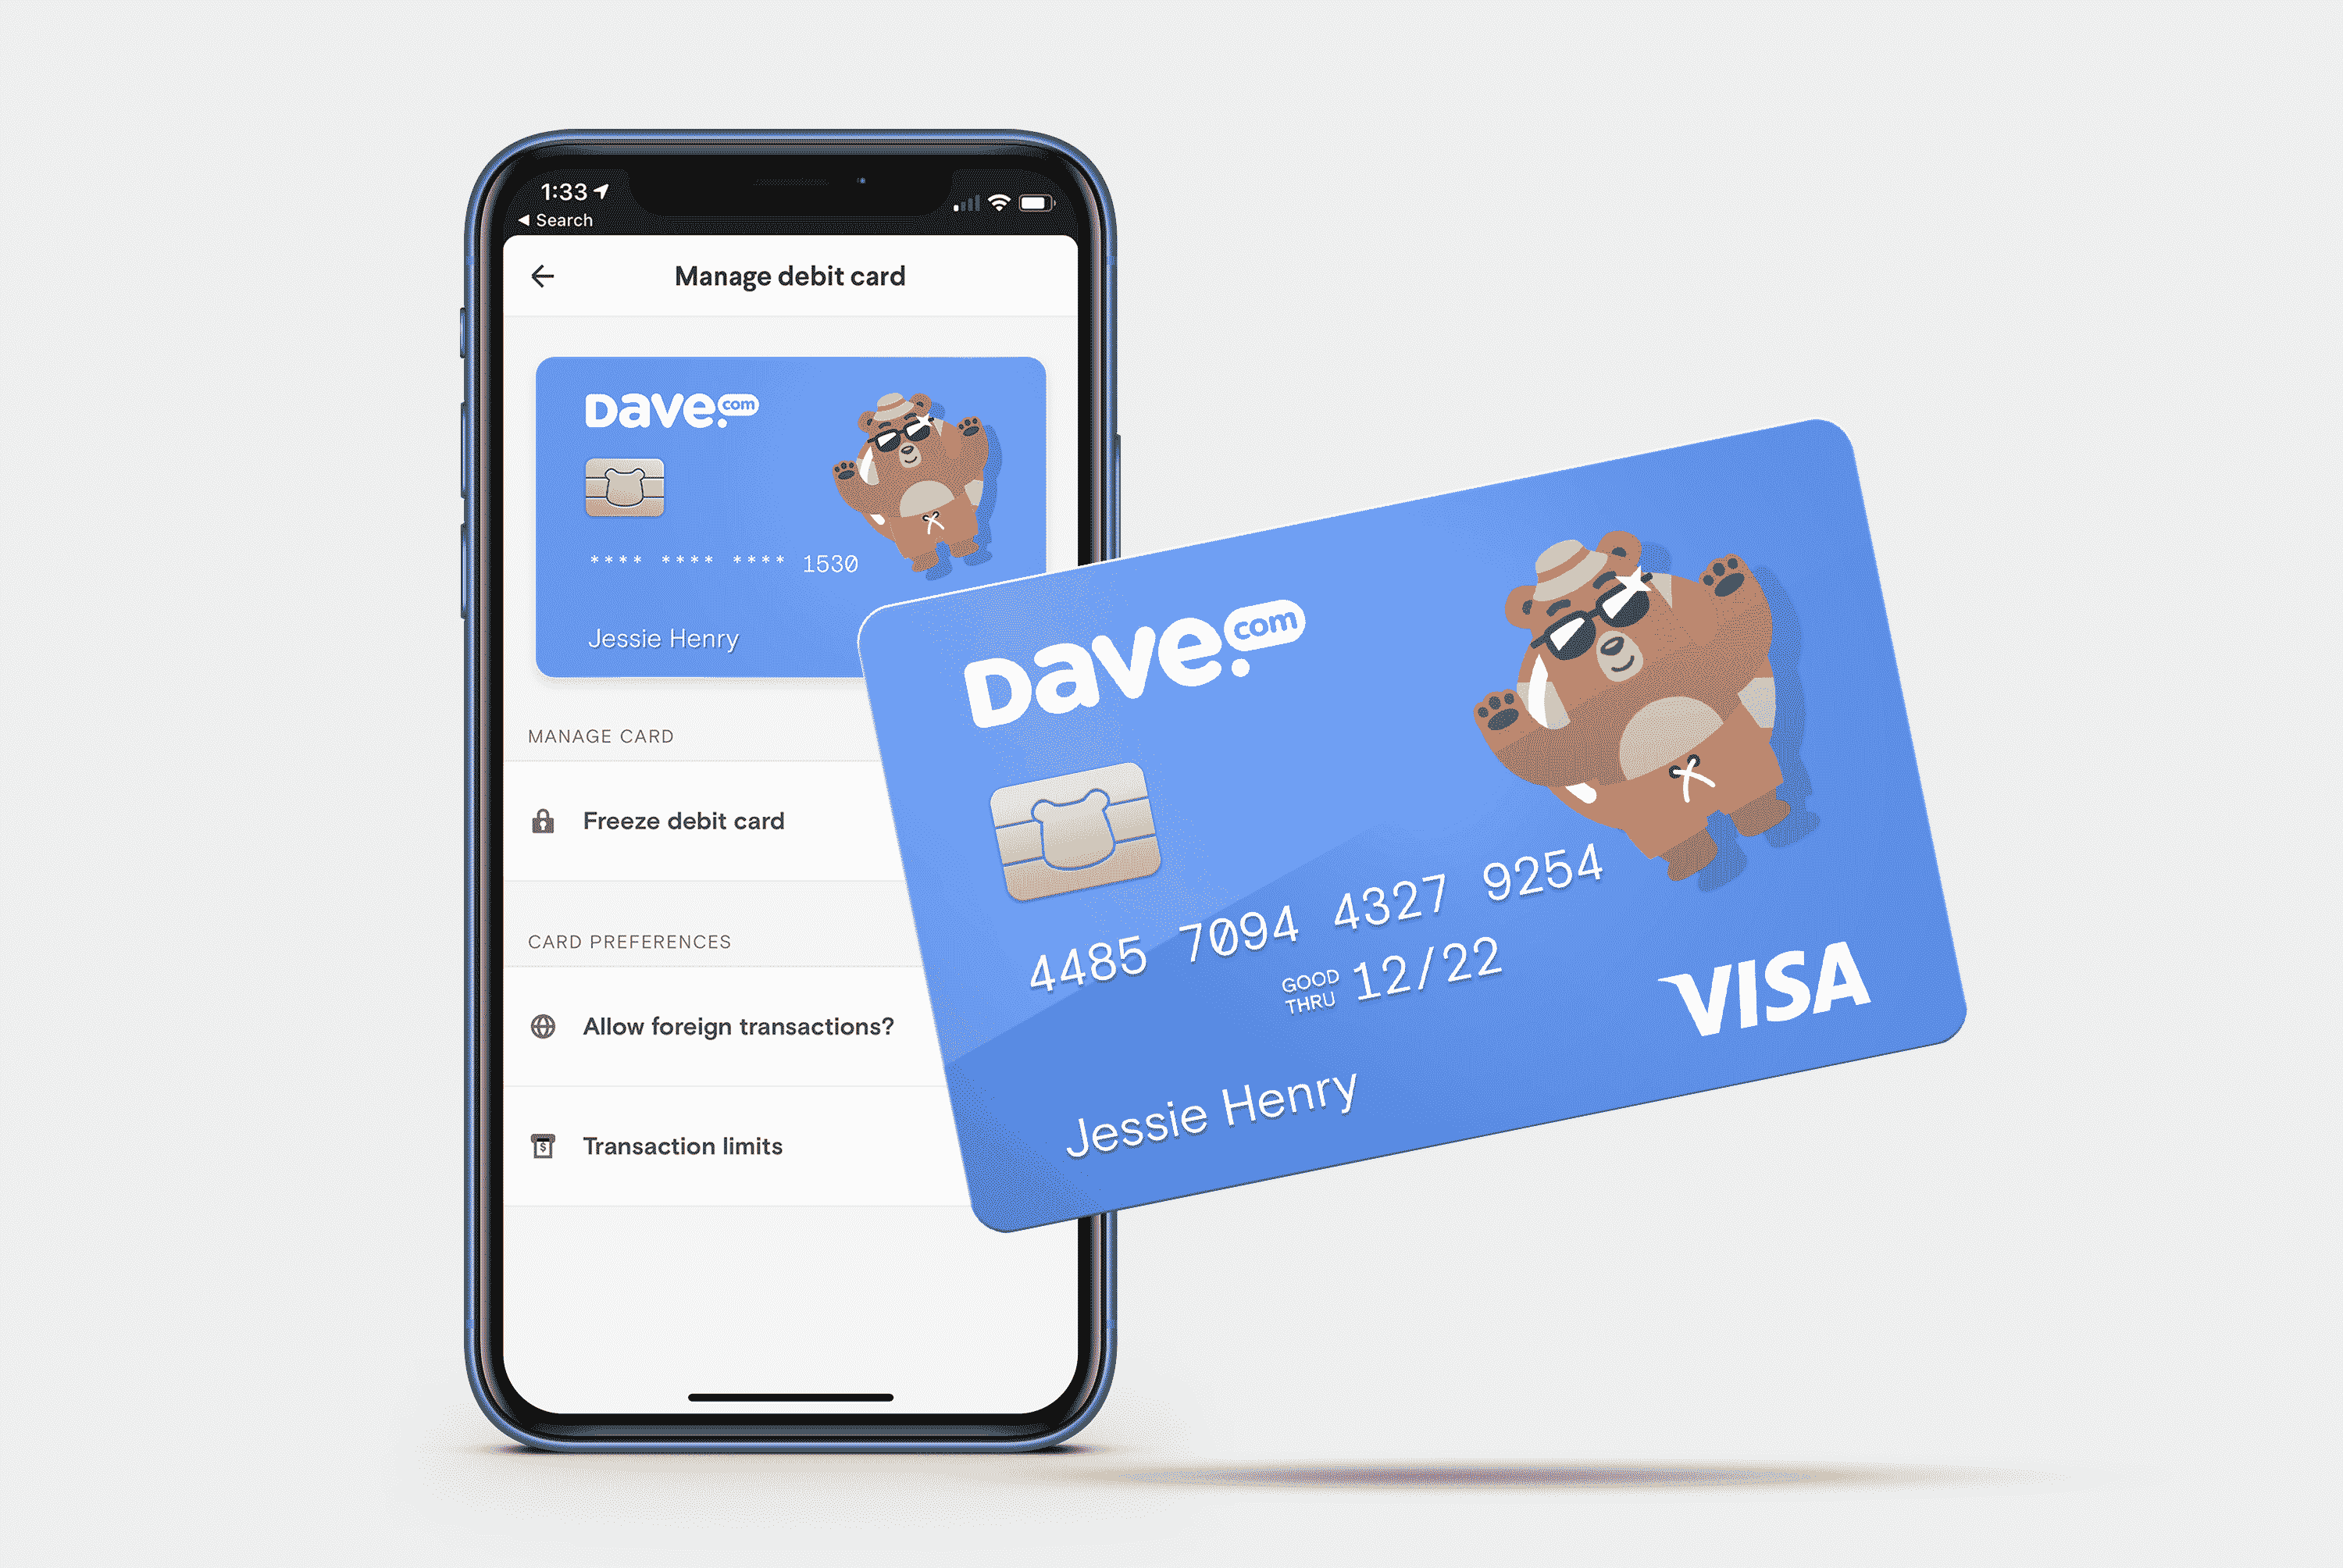 1:33
Search
Manage debit card
Dave.com
**** **** **** 1530
Jessie Henry
MANAGE CARD
Freeze debit card
CARD PREFERENCES
Allow foreign transactions?
Transaction limits
Dave.com
4485 7094 4327 9254
GOOD THRU 12/22
VISA
Jessie Henry